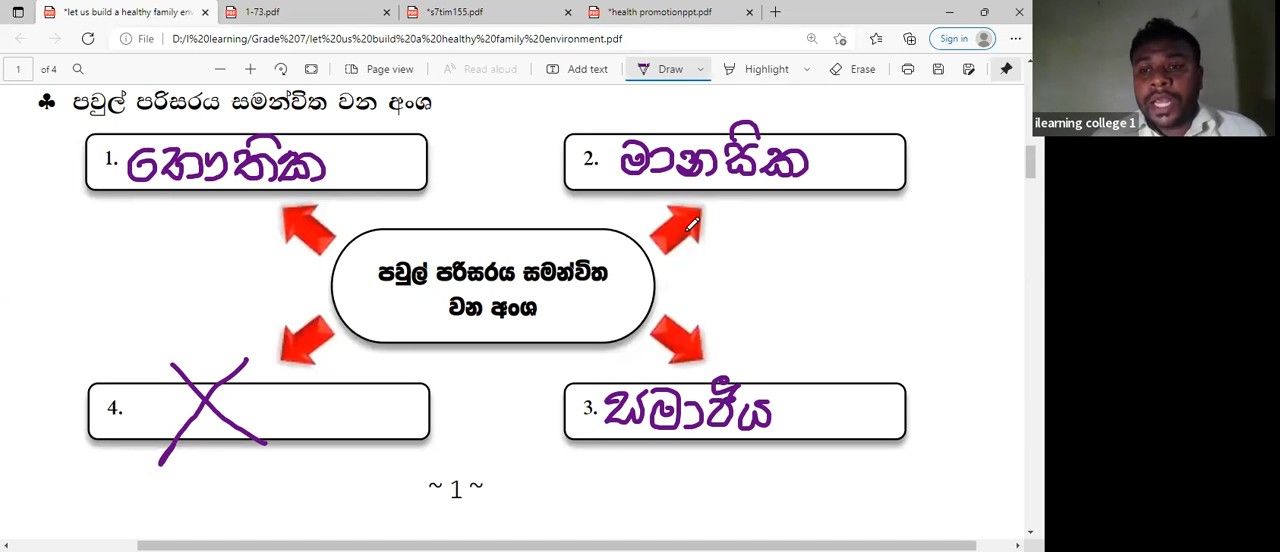 *let us build a healthy family env
1-73.pdf
*s7tim155.pdf
*health promotionppt.pdf
File
D:/I%20learning/Grade%207/let%20us%20build%20a%20healthy%20family%20environment.pdf
Sign in
1 of 4
Page view
Read aloud
Add text
Draw
Highlight
Erase
ilearning college 1
♣ පවුල් පරිසරය සමන්විත වන අංශ
1. භෞතික
2. මානසික
පවුල් පරිසරය සමන්විත
වන අංශ
4.
3. සමාජීය
~ 1 ~